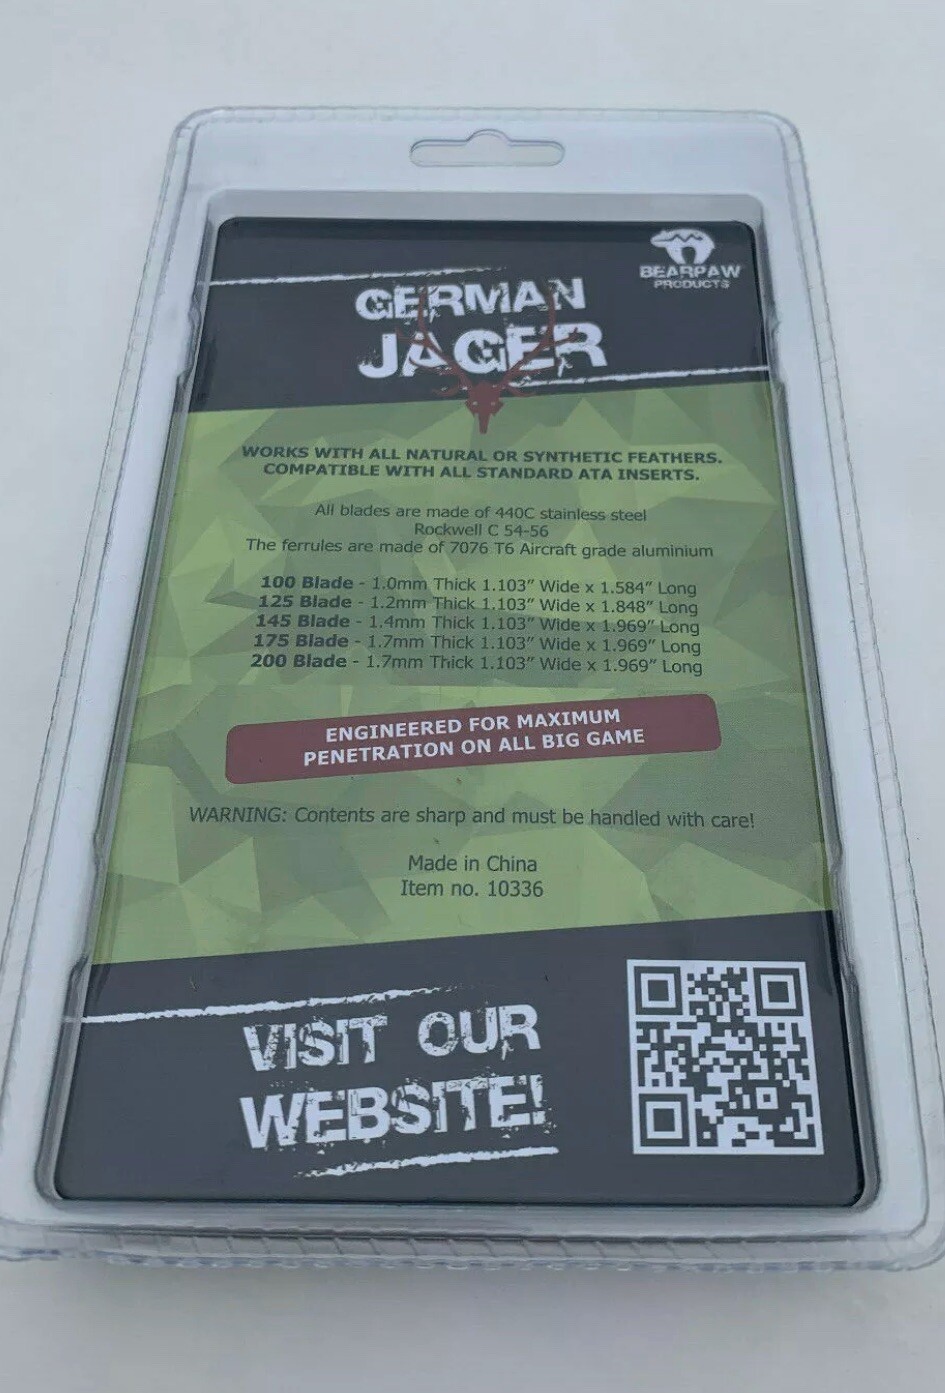 BEARPAW
PRODUCTS
GERMAN
JAGER
WORKS WITH ALL NATURAL OR SYNTHETIC FEATHERS.
COMPATIBLE WITH ALL STANDARD ATA INSERTS.
All blades are made of 440C stainless steel
Rockwell C 54-56
The ferrules are made of 7076 T6 Aircraft grade aluminium
100 Blade - 1.0mm Thick 1.103” Wide x 1.584” Long
125 Blade - 1.2mm Thick 1.103” Wide x 1.848” Long
145 Blade - 1.4mm Thick 1.103” Wide x 1.969” Long
175 Blade - 1.7mm Thick 1.103” Wide x 1.969” Long
200 Blade - 1.7mm Thick 1.103” Wide x 1.969” Long
ENGINEERED FOR MAXIMUM
PENETRATION ON ALL BIG GAME
WARNING: Contents are sharp and must be handled with care!
Made in China
Item no. 10336
VISIT OUR
WEBSITE!